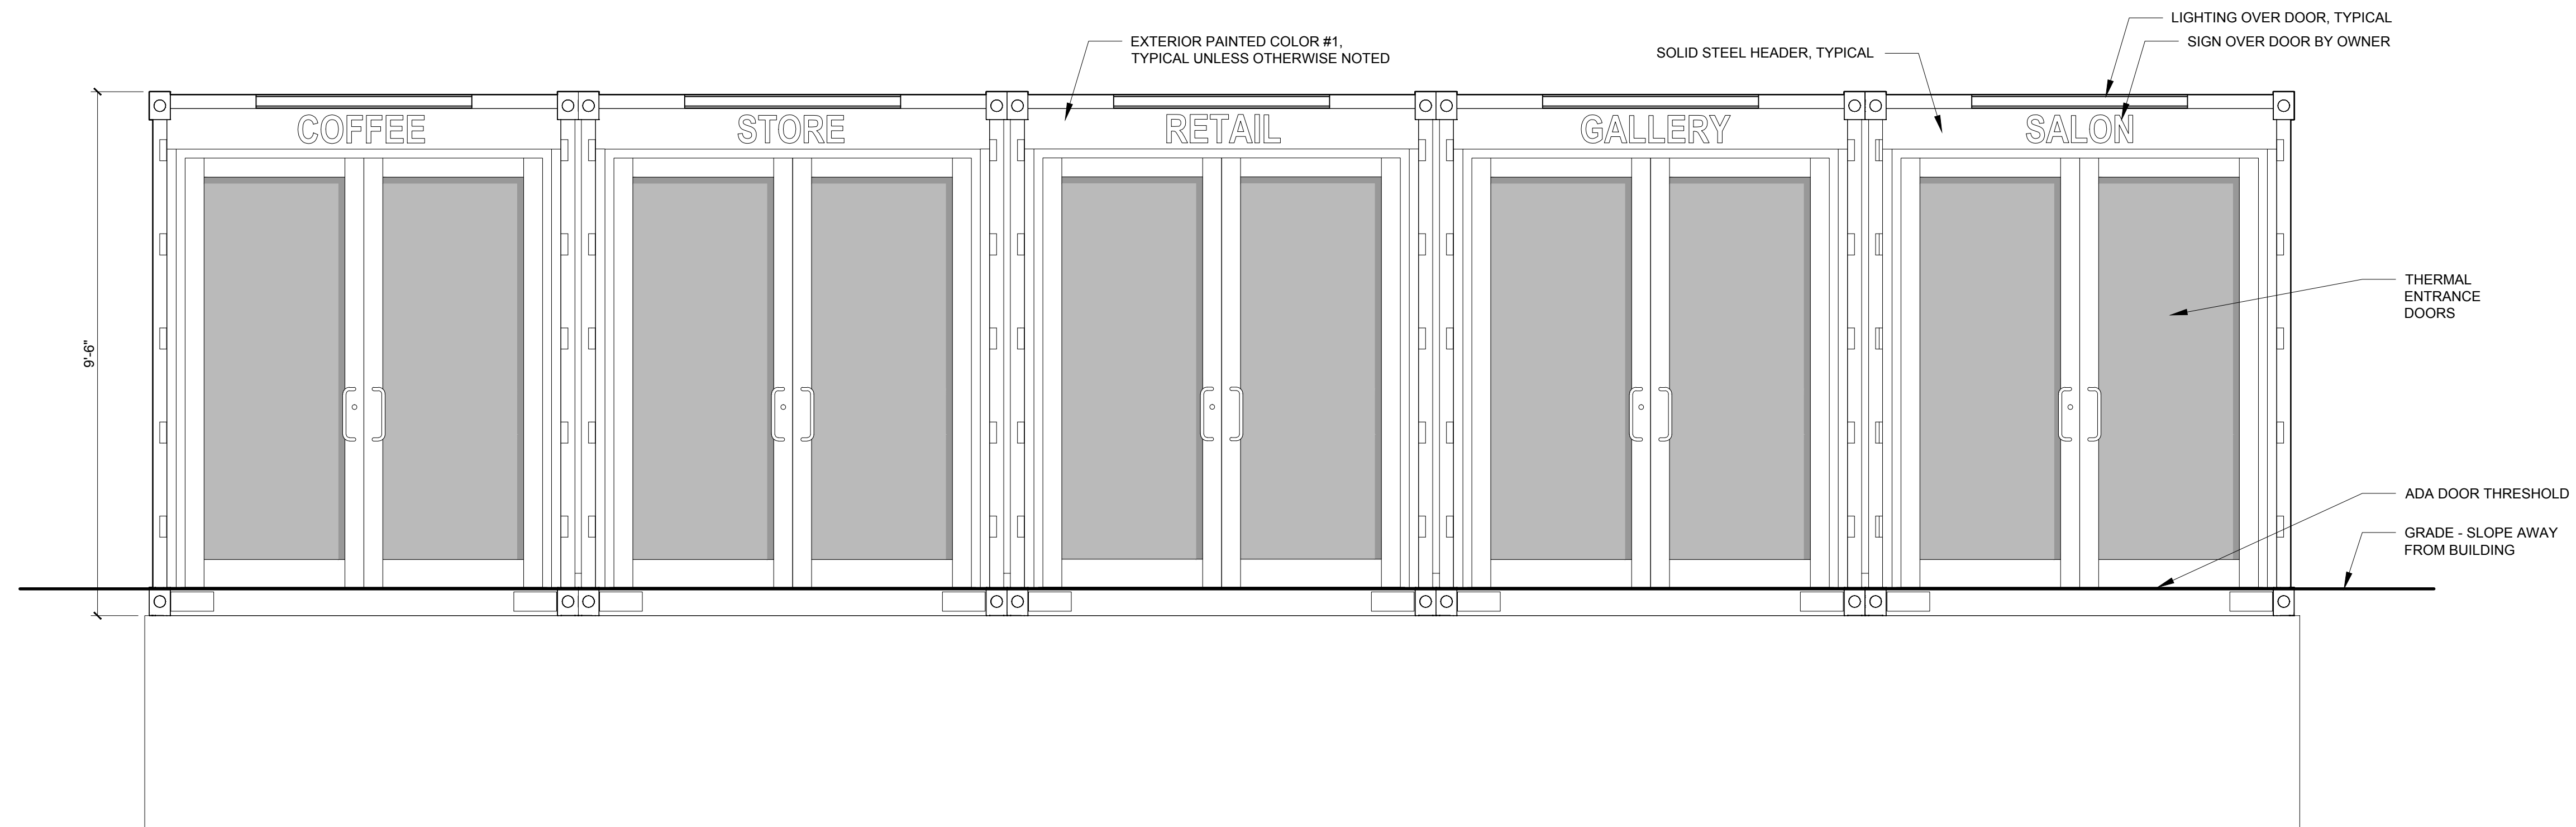 LIGHTING OVER DOOR, TYPICAL
EXTERIOR PAINTED COLOR #1,
TYPICAL UNLESS OTHERWISE NOTED
SOLID STEEL HEADER, TYPICAL
SIGN OVER DOOR BY OWNER
COFFEE
STORE
RETAIL
GALLERY
SALON
9'-6"
THERMAL
ENTRANCE
DOORS
ADA DOOR THRESHOLD
GRADE - SLOPE AWAY
FROM BUILDING